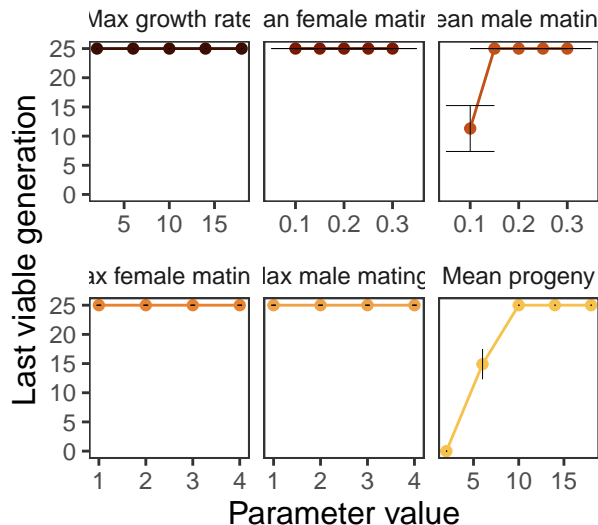 Max growth rate
an female matin
ean male matin
25
20
15
10
5
0
5 10 15
0.1 0.2 0.3
0.1 0.2 0.3
ax female matin
Max male mating
Mean progeny
25
20
15
10
5
0
1 2 3 4
1 2 3 4
5 10 15
Last viable generation
Parameter value